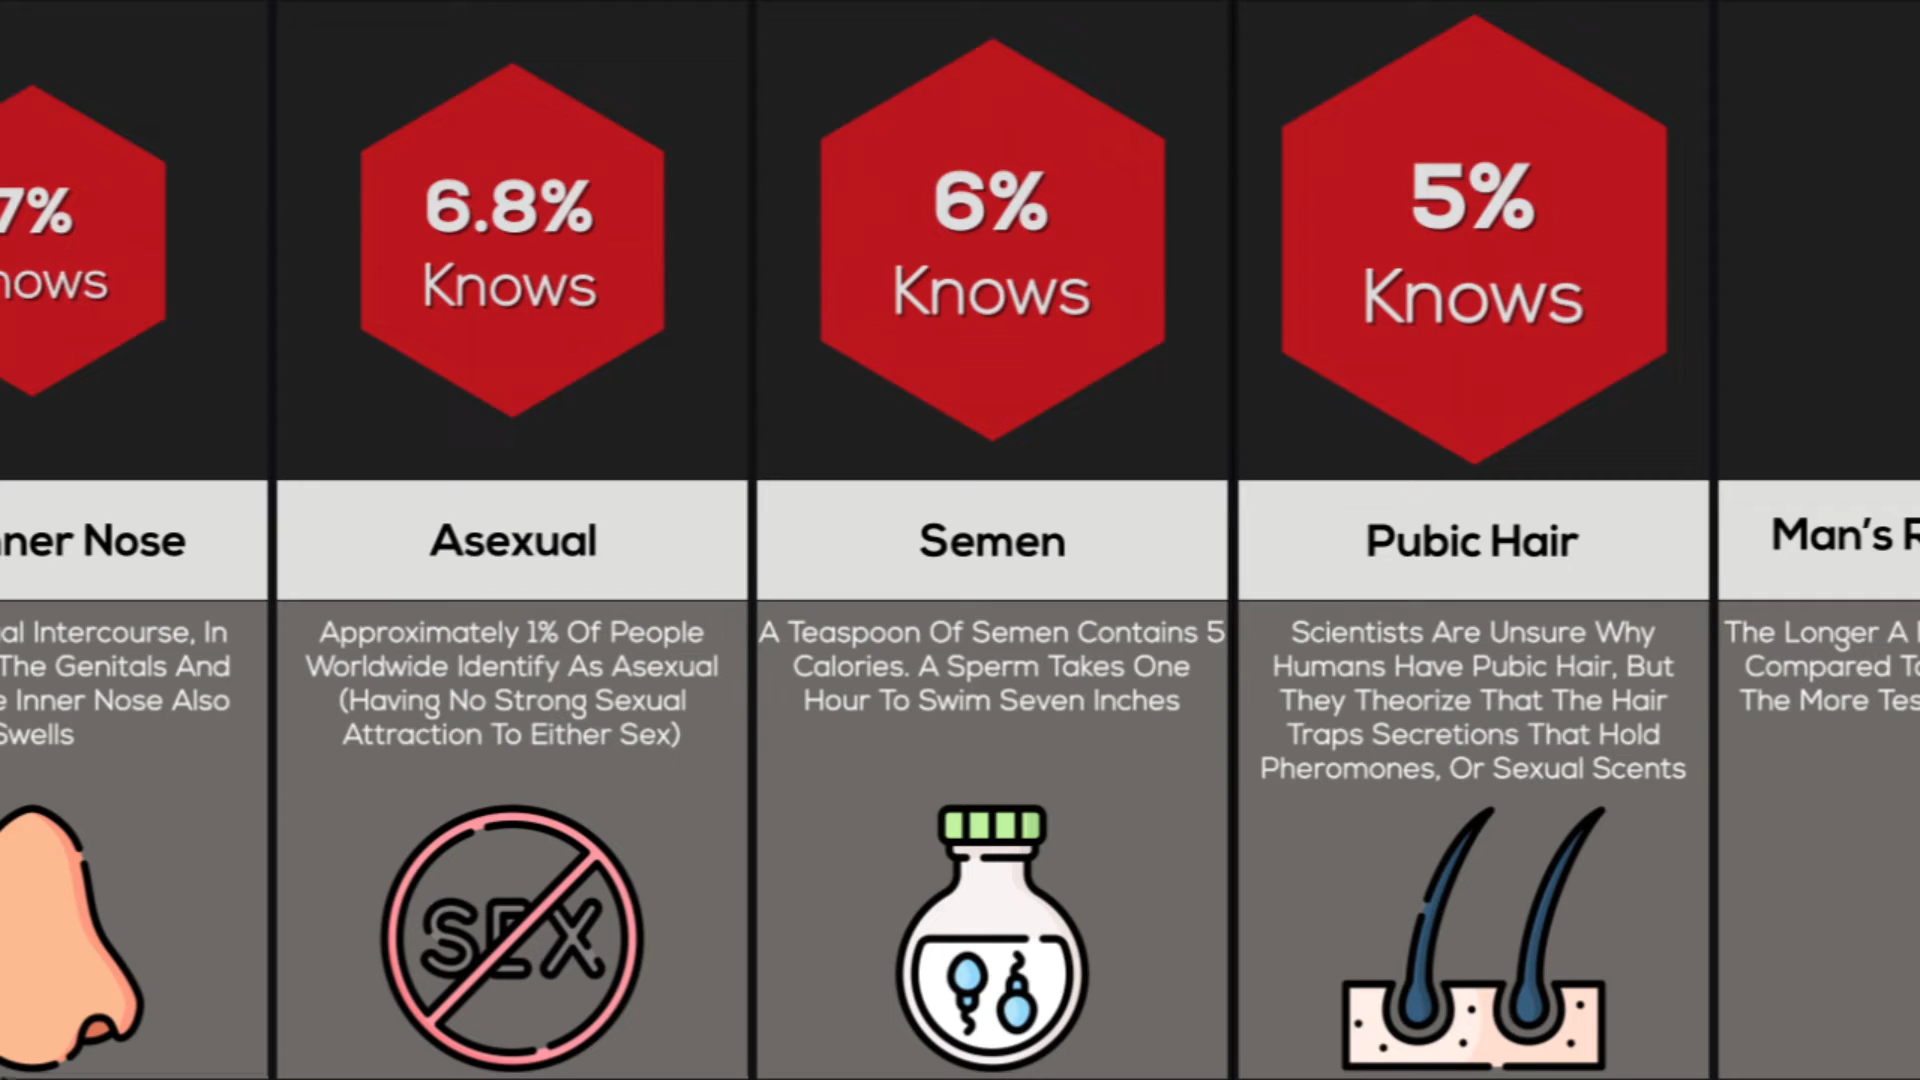 7%
nows
nner Nose
al Intercourse, In
The Genitals And
e Inner Nose Also
Swells
6.8%
Knows
Asexual
Approximately 1% Of People
Worldwide Identify As Asexual
(Having No Strong Sexual
Attraction To Either Sex)
SEX
6%
Knows
Semen
A Teaspoon Of Semen Contains 5
Calories. A Sperm Takes One
Hour To Swim Seven Inches
5%
Knows
Pubic Hair
Scientists Are Unsure Why
Humans Have Pubic Hair, But
They Theorize That The Hair
Traps Secretions That Hold
Pheromones, Or Sexual Scents
Man's R
The Longer A
Compared To
The More Tes